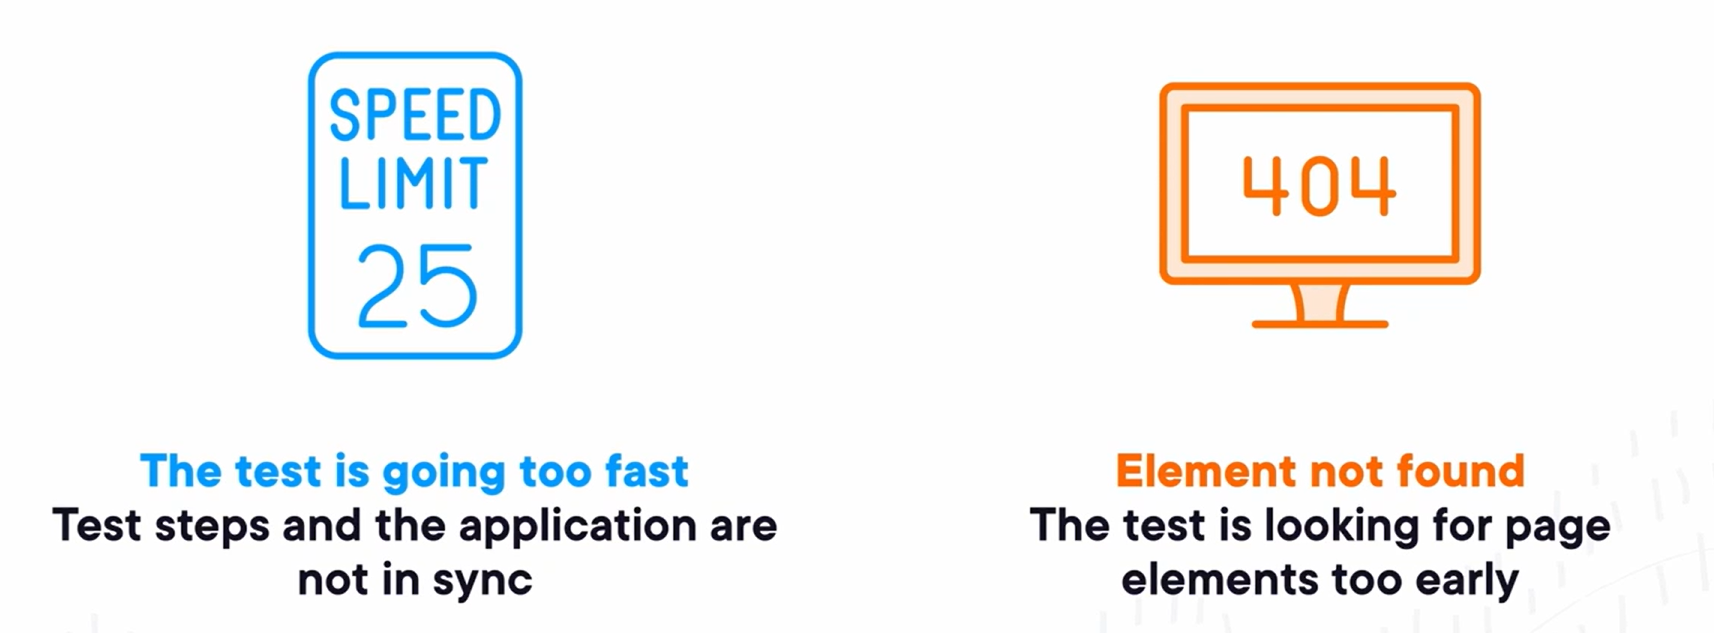 SPEED
LIMIT
25
404
The test is going too fast
Test steps and the application are
not in sync
Element not found
The test is looking for page
elements too early